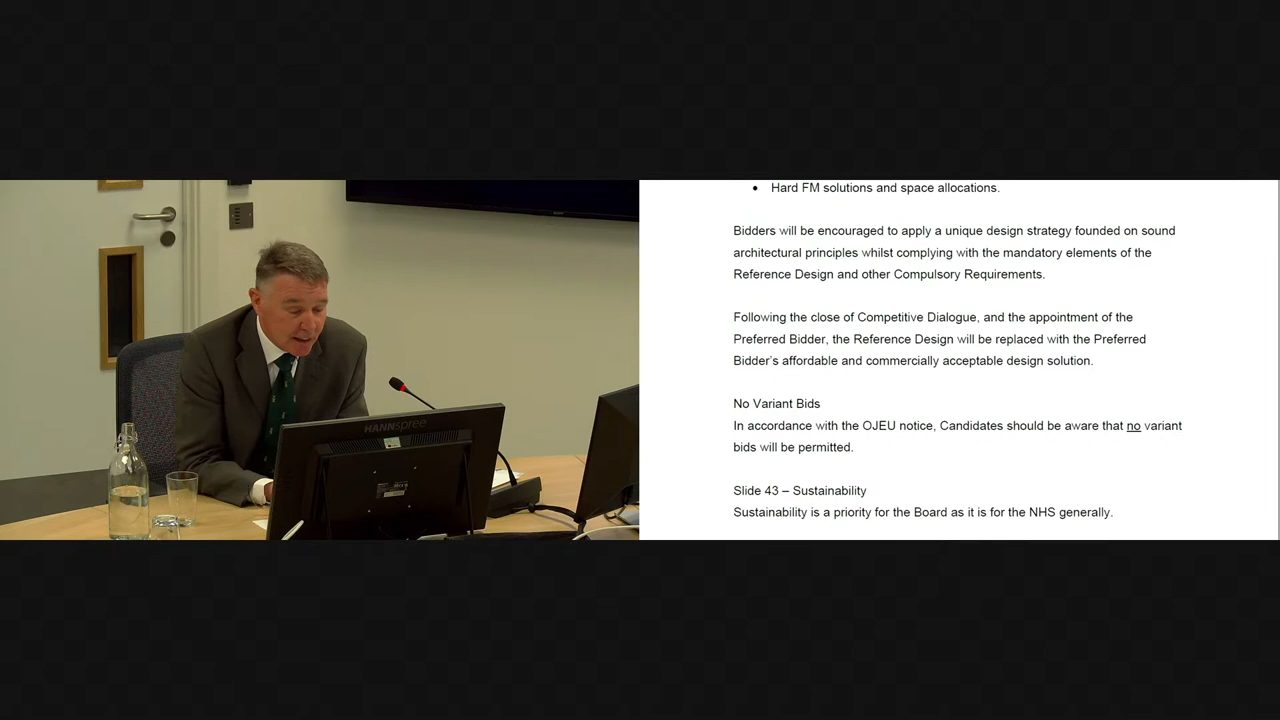 Hard FM solutions and space allocations.
Bidders will be encouraged to apply a unique design strategy founded on sound
architectural principles whilst complying with the mandatory elements of the
Reference Design and other Compulsory Requirements.
Following the close of Competitive Dialogue, and the appointment of the
Preferred Bidder, the Reference Design will be replaced with the Preferred
Bidder's affordable and commercially acceptable design solution.
No Variant Bids
In accordance with the OJEU notice, Candidates should be aware that no variant
bids will be permitted.
Slide 43 – Sustainability
Sustainability is a priority for the Board as it is for the NHS generally.
HANNspree